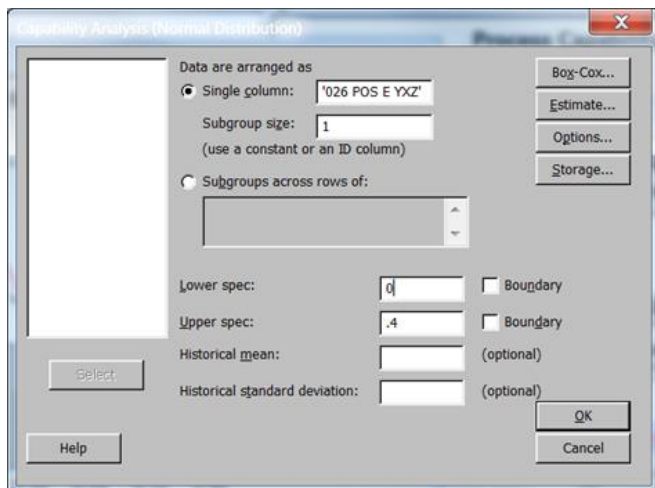 Capability Analysis (Normal Distribution)
Data are arranged as
Single column: '026 POS E YXZ'
Subgroup size: 1
(use a constant or an ID column)
Subgroups across rows of:
Lower spec: 0 Boundary
Upper spec: .4 Boundary
Historical mean: (optional)
Historical standard deviation: (optional)
Select
Help
Box-Cox...
Estimate...
Options...
Storage...
OK
Cancel